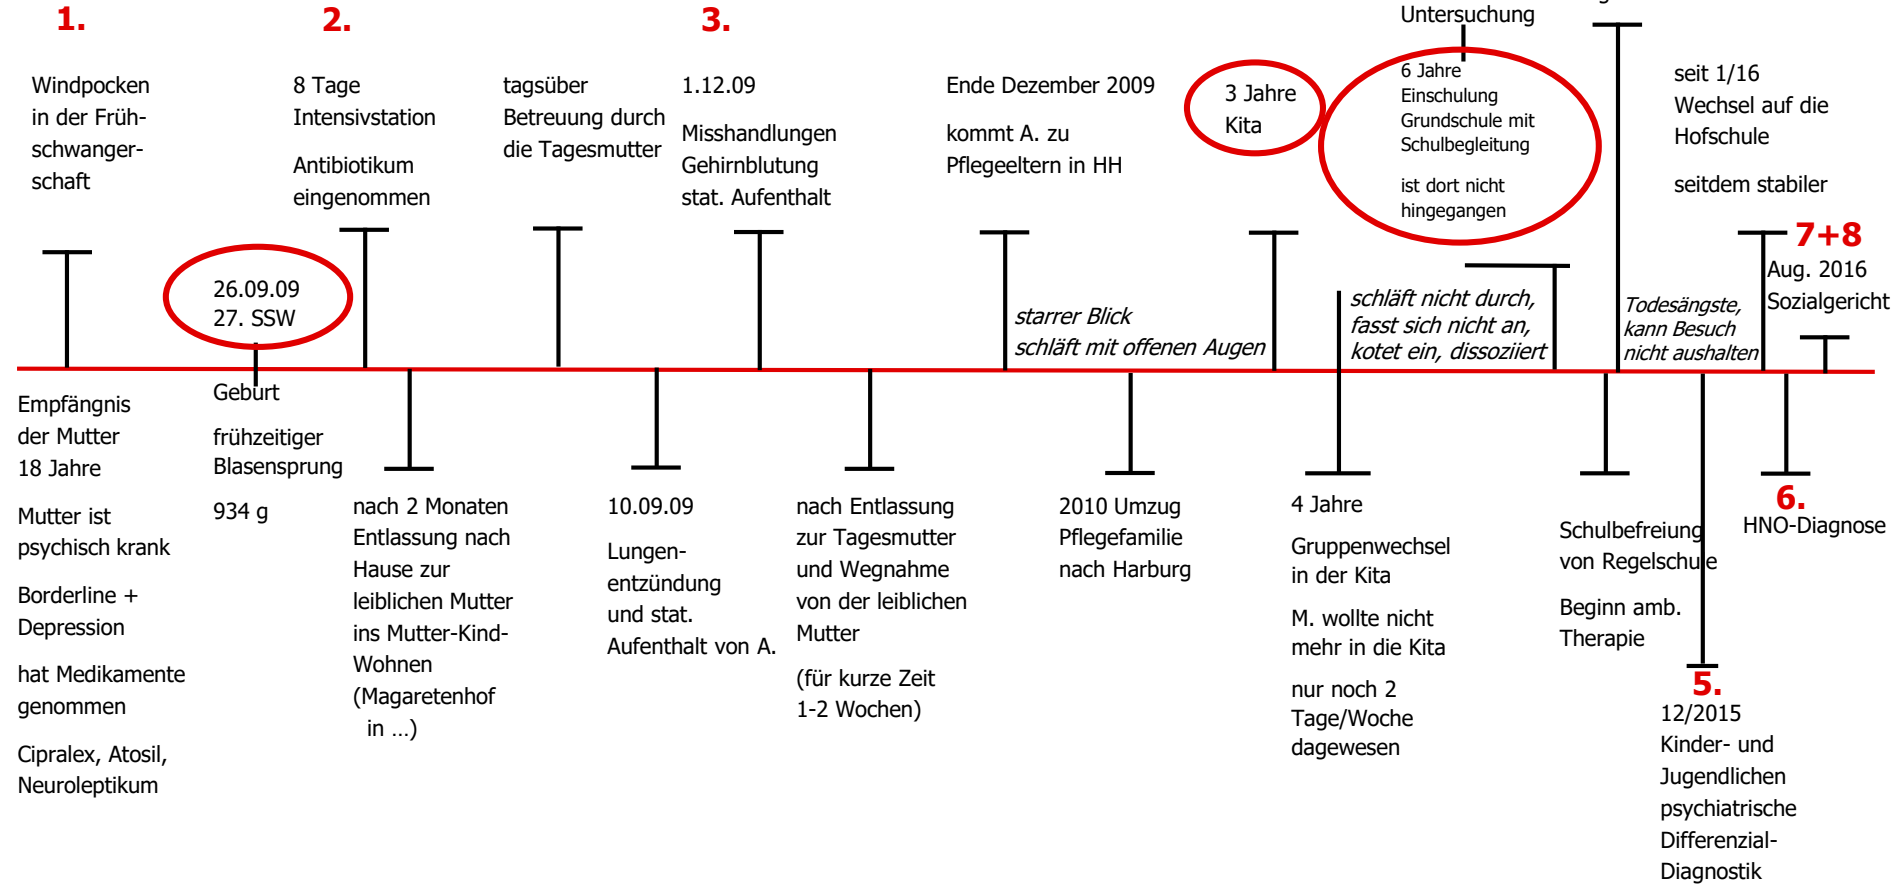 1.
Windpocken
in der Früh-
schwanger-
schaft
26.09.09
27. SSW
2.
8 Tage
Intensivstation
Antibiotikum
eingenommen
tagsüber
Betreuung durch
die Tagesmutter
3.
1.12.09
Misshandlungen
Gehirnblutung
stat. Aufenthalt
Ende Dezember 2009
kommt A. zu
Pflegeeltern in HH
starrer Blick
schläft mit offenen Augen
3 Jahre
Kita
schläft nicht durch,
fasst sich nicht an,
kotet ein, dissoziiert
Untersuchung
6 Jahre
Einschulung
Grundschule mit
Schulbegleitung
ist dort nicht
hingegangen
Todesängste,
kann Besuch
nicht aushalten
seit 1/16
Wechsel auf die
Hofschule
seitdem stabiler
7+8
Aug. 2016
Sozialgericht
Empfängnis
der Mutter
18 Jahre
Mutter ist
psychisch krank
Borderline +
Depression
hat Medikamente
genommen
Cipralex, Atosil,
Neuroleptikum
Geburt
frühzeitiger
Blasensprung
934 g
nach 2 Monaten
Entlassung nach
Hause zur
leiblichen Mutter
ins Mutter-Kind-
Wohnen
(Magaretenhof
in ...)
10.09.09
Lungen-
entzündung
und stat.
Aufenthalt von A.
nach Entlassung
zur Tagesmutter
und Wegnahme
von der leiblichen
Mutter
(für kurze Zeit
1-2 Wochen)
2010 Umzug
Pflegefamilie
nach Harburg
4 Jahre
Gruppenwechsel
in der Kita
M. wollte nicht
mehr in die Kita
nur noch 2
Tage/Woche
dagewesen
Schulbefreiung
von Regelschule
Beginn amb.
Therapie
5.
12/2015
Kinder- und
Jugendlichen
psychiatrische
Differenzial-
Diagnostik
6.
HNO-Diagnose